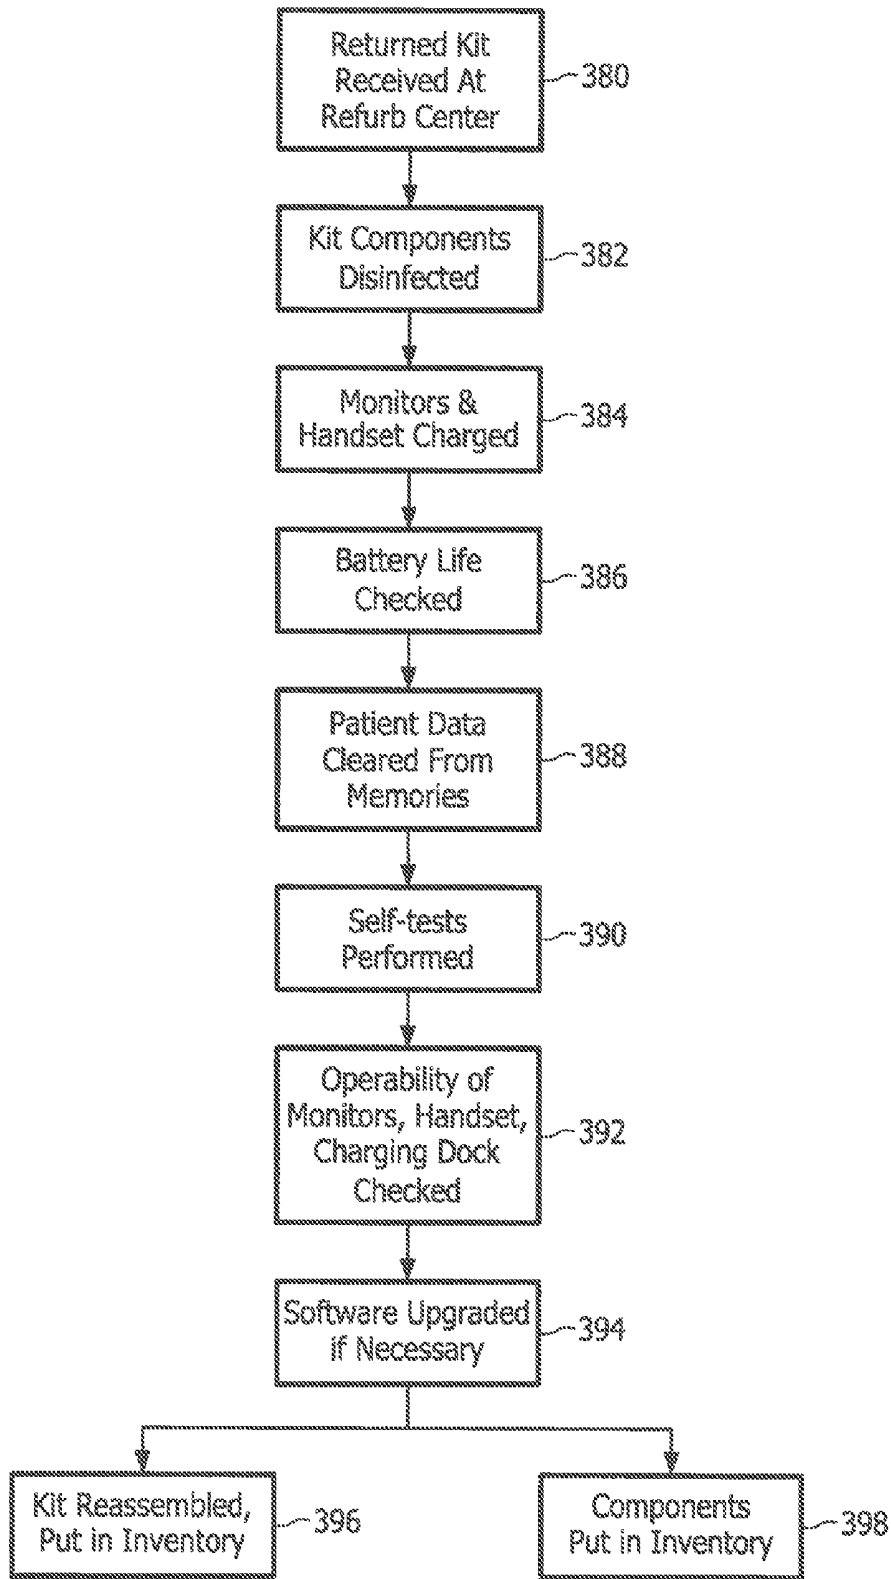 Returned Kit
Received At
Refurb Center
380
Kit Components
Disinfected
382
Monitors &
Handset Charged
384
Battery Life
Checked
386
Patient Data
Cleared From
Memories
388
Self-tests
Performed
390
Operability of
Monitors, Handset,
Charging Dock
Checked
392
Software Upgraded
if Necessary
394
Kit Reassembled,
Put in Inventory
396
Components
Put in Inventory
398